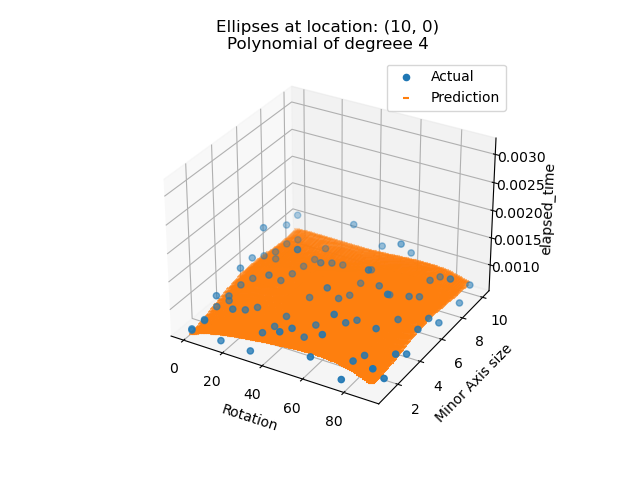 Ellipses at location: (10, 0)
Polynomial of degreee 4
Actual
Prediction
0.0030
0.0025
0.0020
0.0015
0.0010
elapsed_time
10
8
6
4
2
Minor Axis size
0
20
40
60
80
Rotation